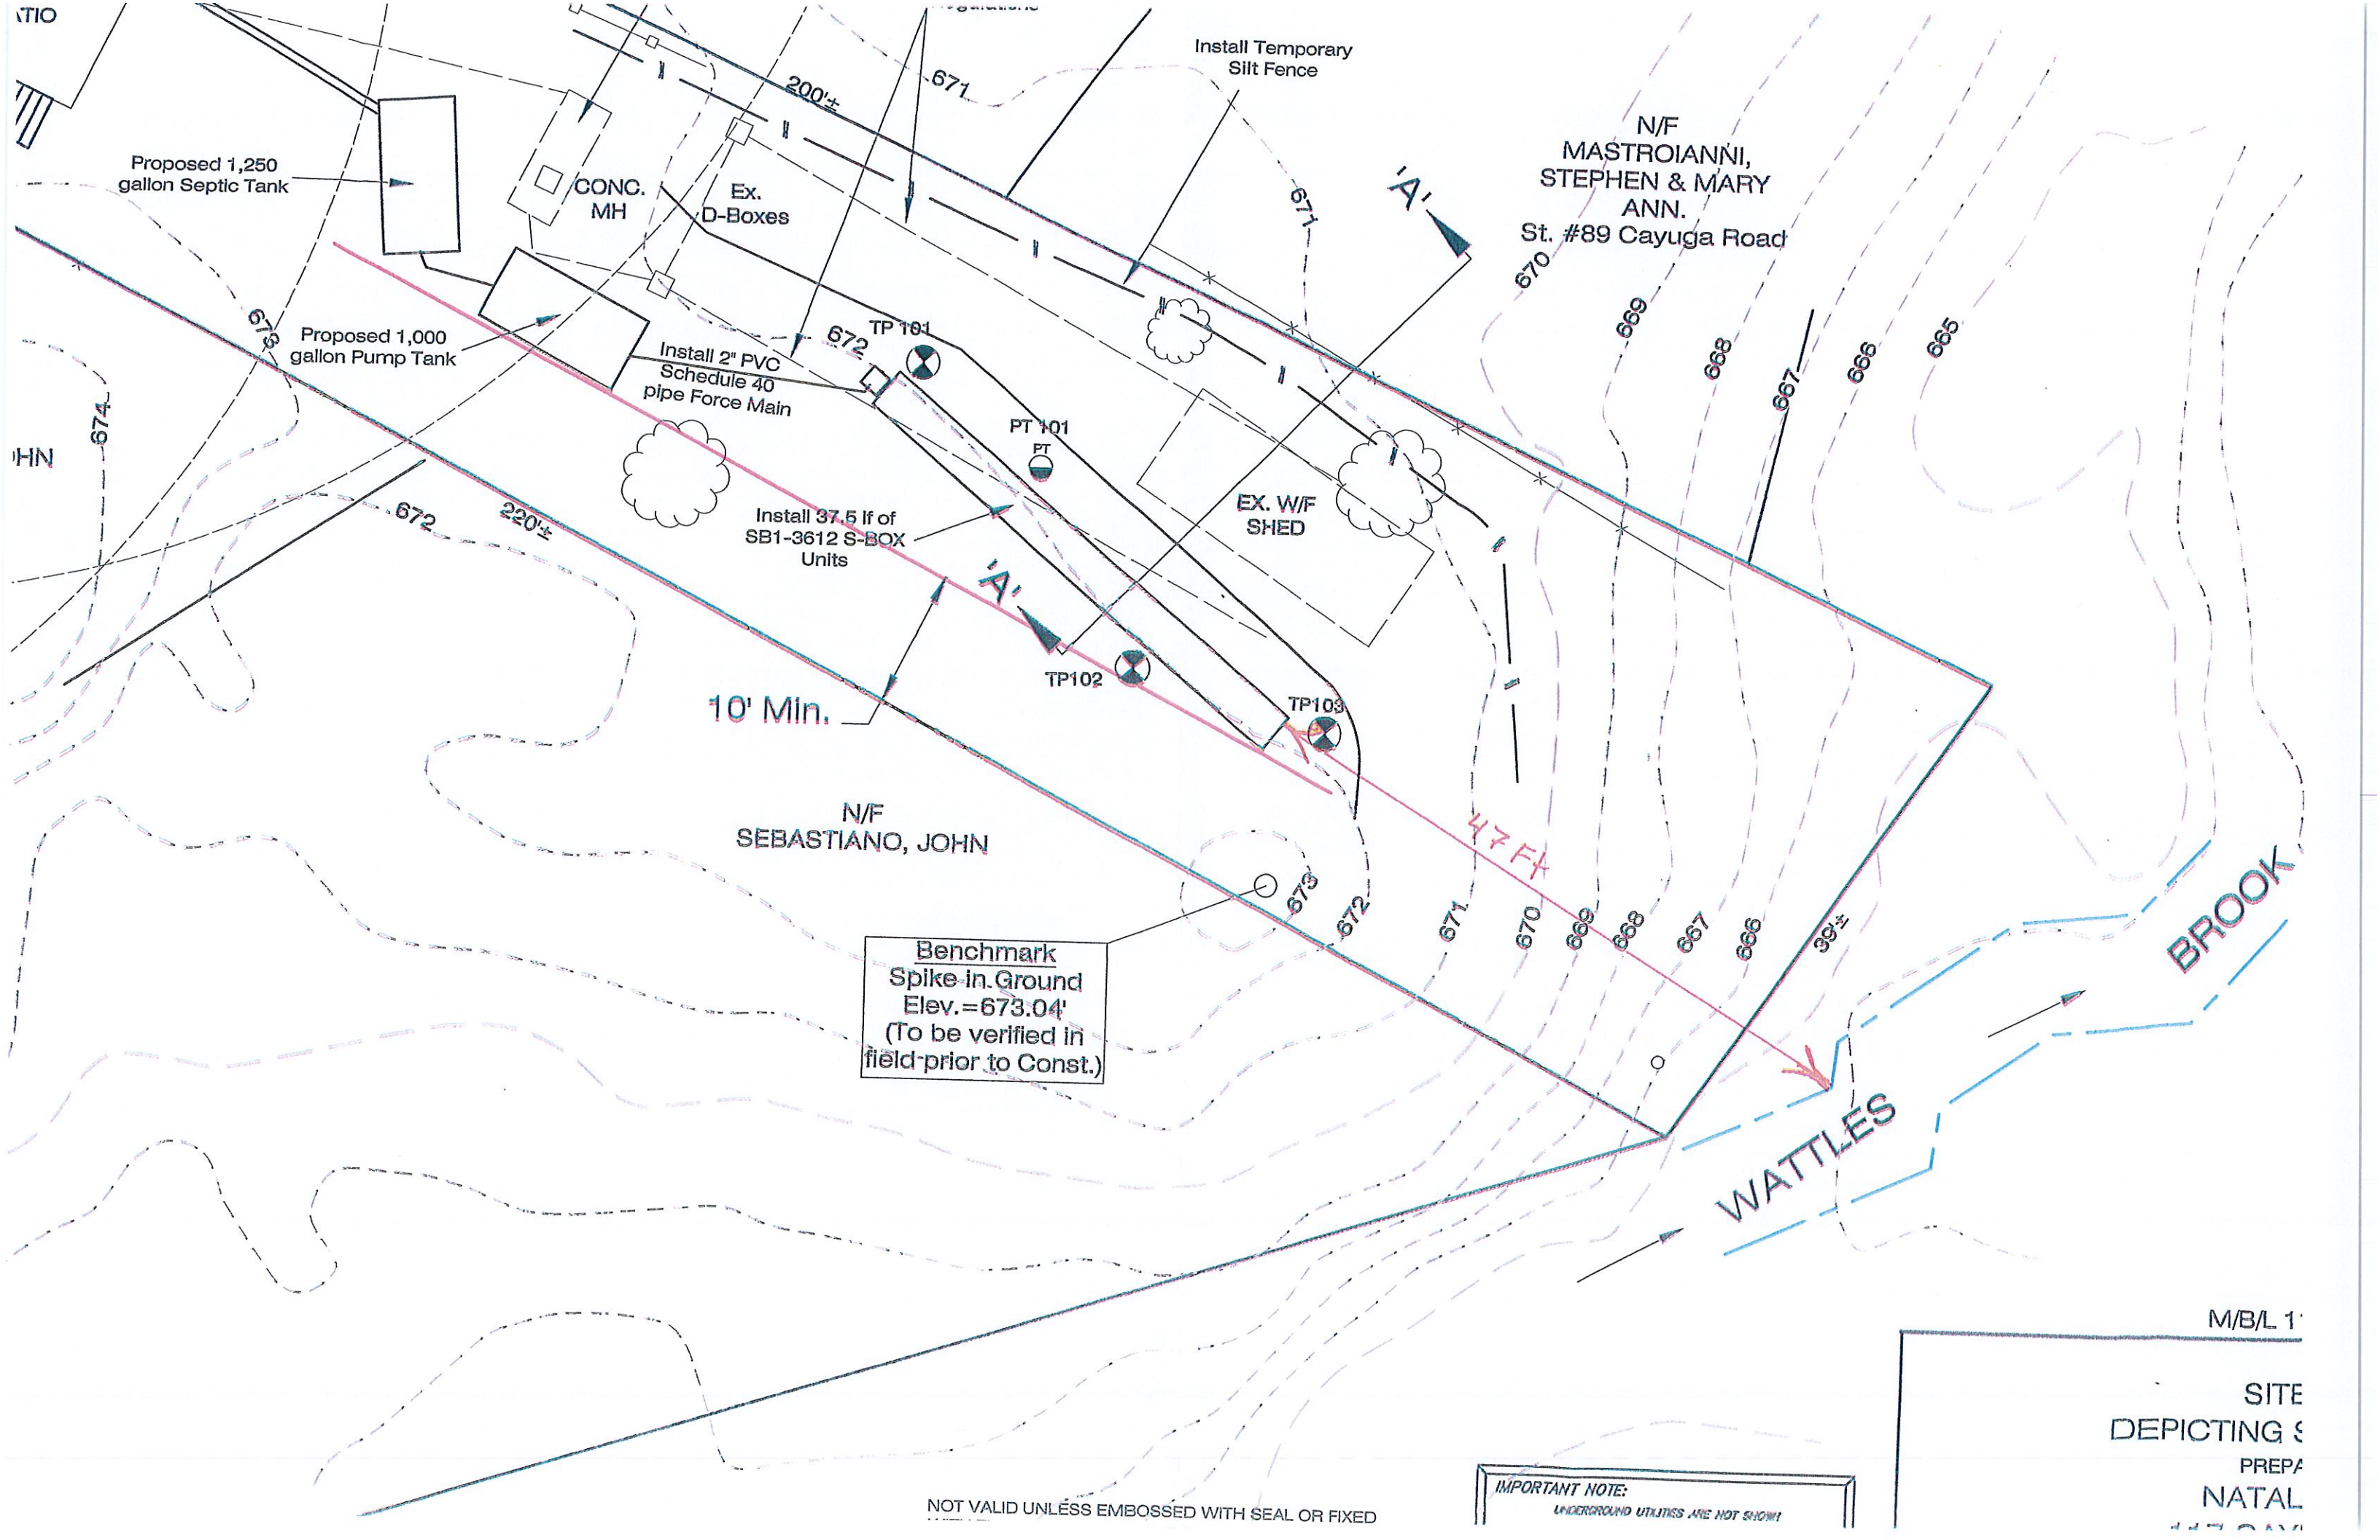 200'±
671
Install Temporary
Silt Fence
N/F
MASTROIANNI,
STEPHEN & MARY
ANN.
St. #89 Cayuga Road
Proposed 1,250
gallon Septic Tank
CONC.
MH
Ex.
D-Boxes
671
'A'
670
669
668
667
666
665
673
Proposed 1,000
gallon Pump Tank
672
TP 101
Install 2" PVC
Schedule 40
pipe Force Main
674
PT 101
PT
672
220'±
Install 37.5 lf of
SB1-3612 S-BOX
Units
EX. W/F
SHED
'A'
TP102
10' Min.
TP103
N/F
SEBASTIANO, JOHN
47 Ft
673
672
671
670
669
668
667
666
39'±
BROOK
WATTLES
Benchmark
Spike in Ground
Elev.=673.04'
(To be verified in
field prior to Const.)
M/B/L 1
SITE
DEPICTING S
PREPA
NATAL
IMPORTANT NOTE:
UNDERGROUND UTILITIES ARE NOT SHOWN
NOT VALID UNLESS EMBOSSED WITH SEAL OR FIXED